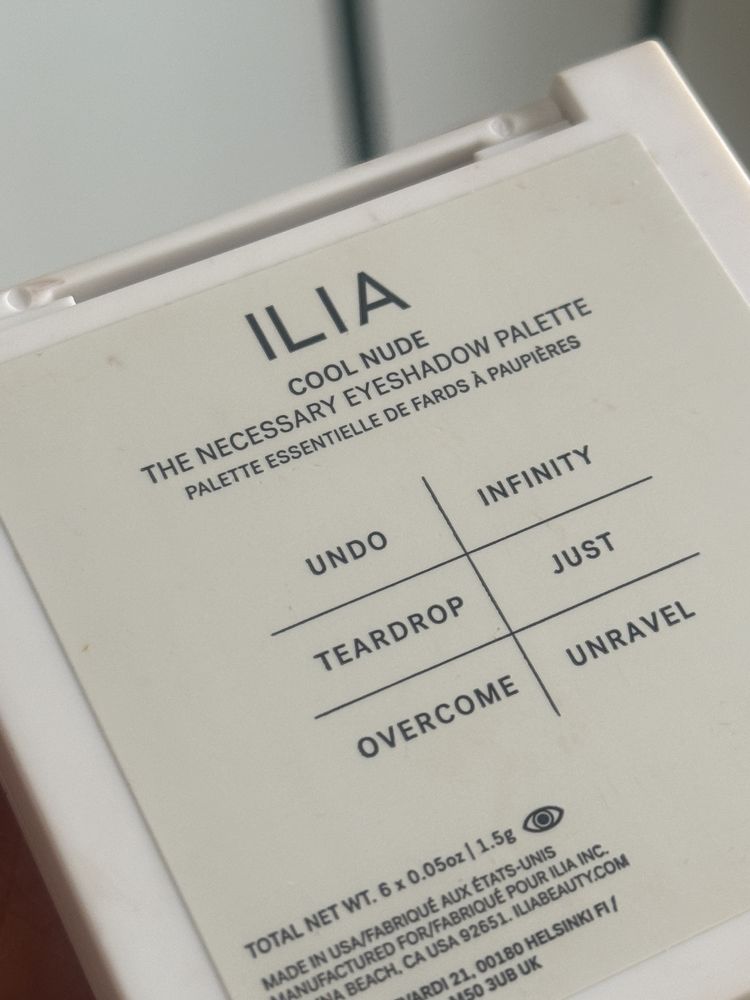 ILIA
COOL NUDE
THE NECESSARY EYESHADOW PALETTE
PALETTE ESSENTIELLE DE FARDS À PAUPIÈRES
UNDO INFINITY
TEARDROP JUST
OVERCOME UNRAVEL
TOTAL NET WT. 6 x 0.05oz | 1.5g
MADE IN USA/FABRIQUÉ AUX ÉTATS-UNIS
MANUFACTURED FOR/FABRIQUÉ POUR ILIA INC.
BEACH, CA USA 92651. ILIABEAUTY.COM
21, 00180 HELSINKI FI /
3UB UK